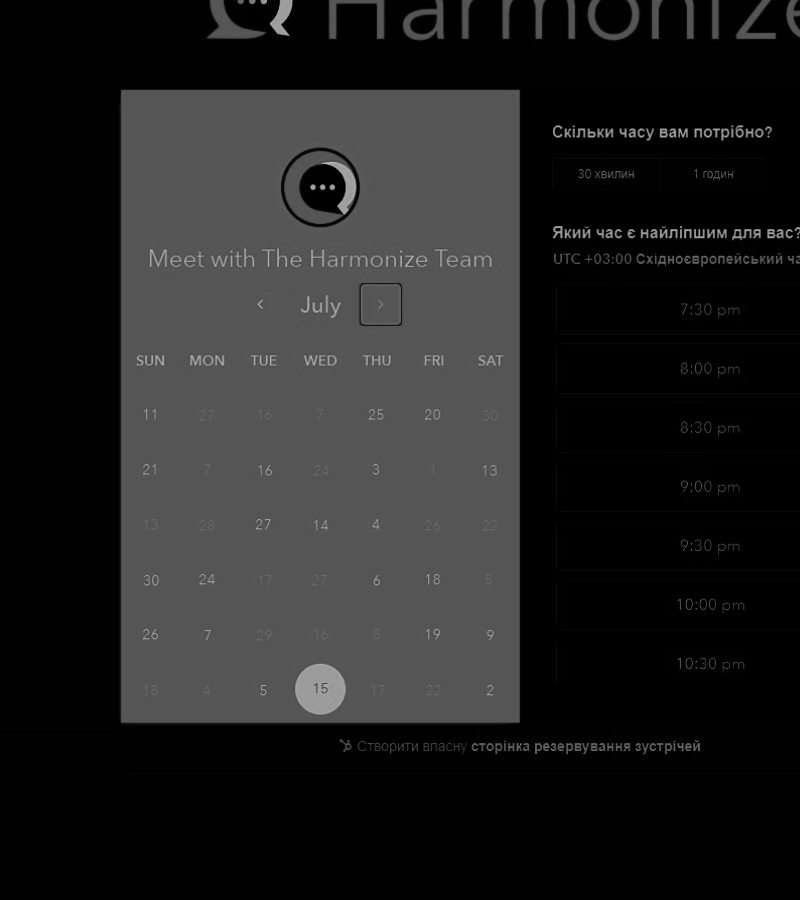 Harmonize
Meet with The Harmonize Team
July
SUN MON TUE WED THU FRI SAT
11 27 16 7 25 20 30
21 7 16 24 3 1 13
13 28 27 14 4 26 22
30 24 17 27 6 18 5
26 7 29 16 8 19 9
18 4 5 15 17 22 2
Скільки часу вам потрібно?
30 хвилин 1 годин
Який час є найліпшим для вас?
UTC +03:00 Східноєвропейський
7:30 pm
8:00 pm
8:30 pm
9:00 pm
9:30 pm
10:00 pm
10:30 pm
Створити власну сторінка резервування зустрічей